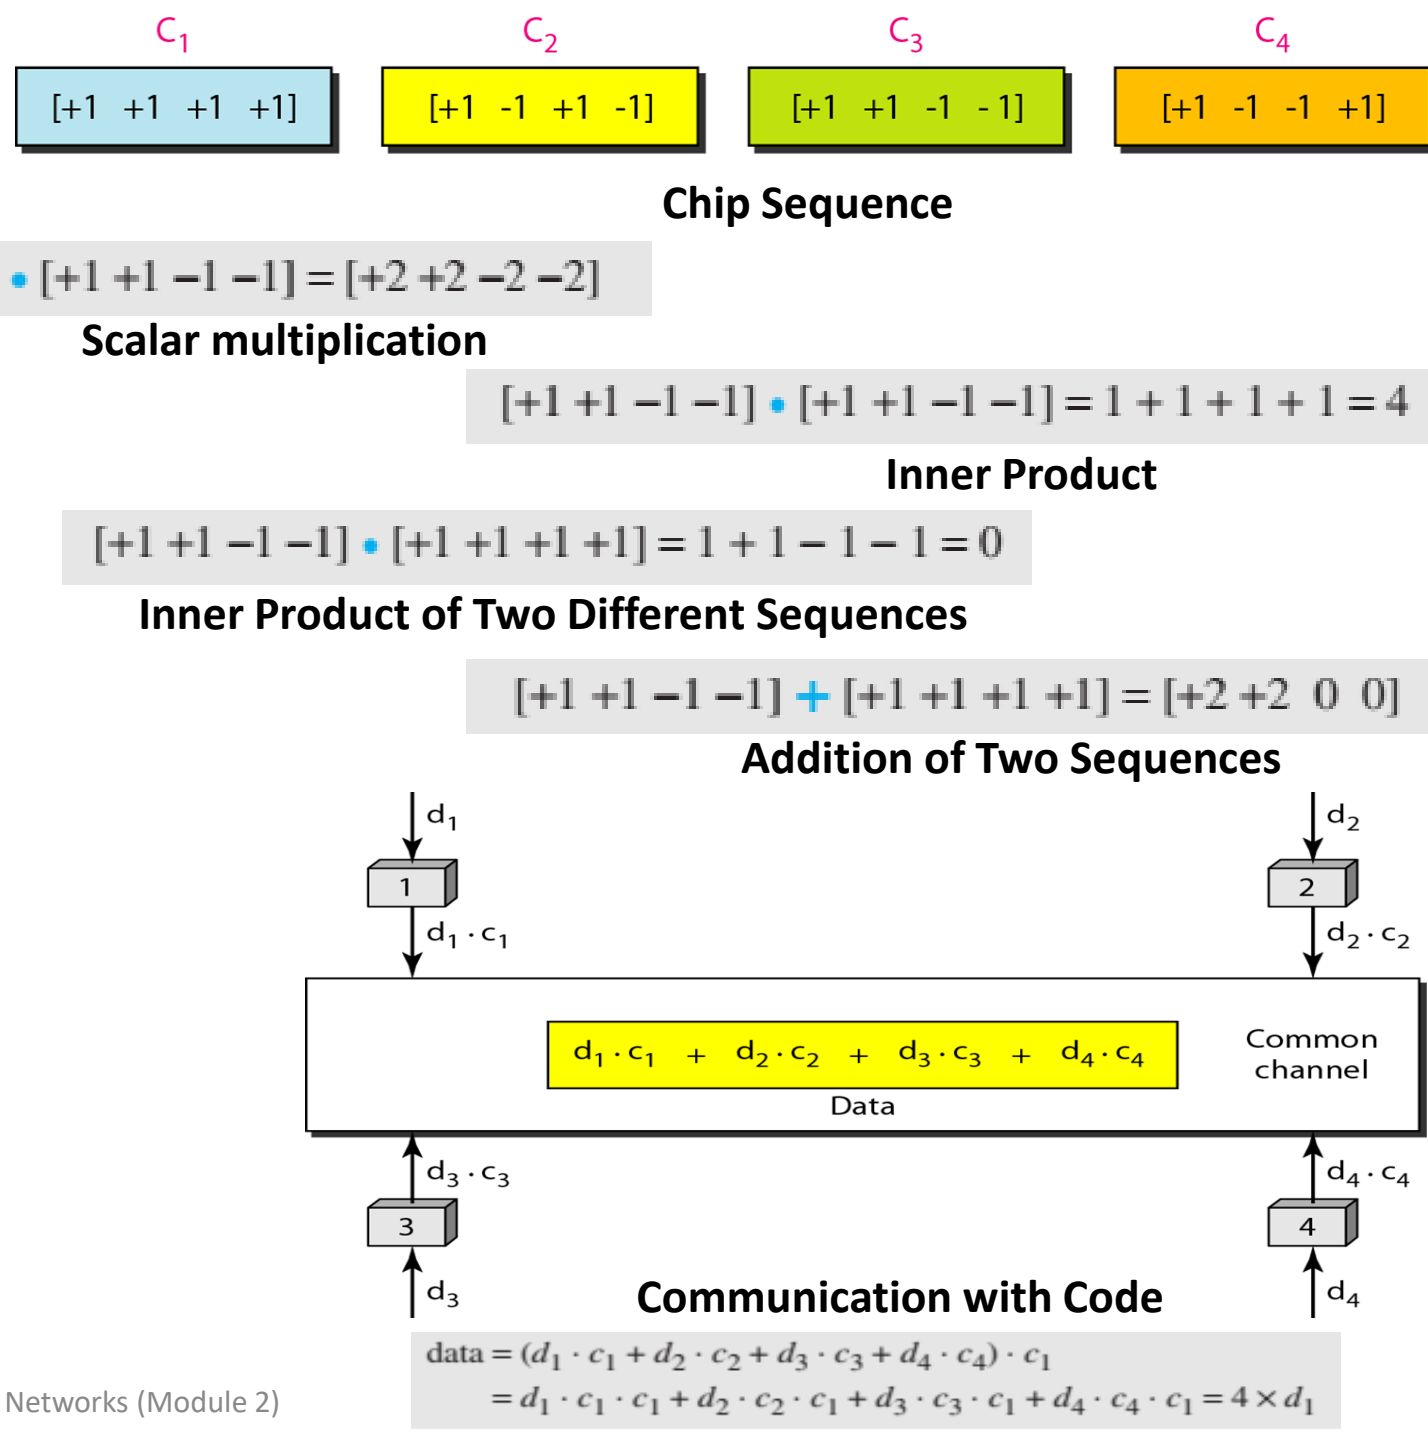 C1 C2 C3 C4
[+1 +1 +1 +1] [+1 -1 +1 -1] [+1 +1 -1 - 1] [+1 -1 -1 +1]
Chip Sequence
• [+1 +1 −1 −1] = [+2 +2 −2 −2]
Scalar multiplication
[+1 +1 −1 −1] • [+1 +1 −1 −1] = 1 + 1 + 1 + 1 = 4
Inner Product
[+1 +1 −1 −1] • [+1 +1 +1 +1] = 1 + 1 − 1 − 1 = 0
Inner Product of Two Different Sequences
[+1 +1 −1 −1] + [+1 +1 +1 +1] = [+2 +2 0 0]
Addition of Two Sequences
d1 d2
1 2
d1 · c1 d2 · c2
d1 · c1 + d2 · c2 + d3 · c3 + d4 · c4
Common
channel
Data
d3 · c3 d4 · c4
3 4
d3 d4
Communication with Code
data = (d1 · c1 + d2 · c2 + d3 · c3 + d4 · c4) · c1
= d1 · c1 · c1 + d2 · c2 · c1 + d3 · c3 · c1 + d4 · c4 · c1 = 4 × d1
Networks (Module 2)